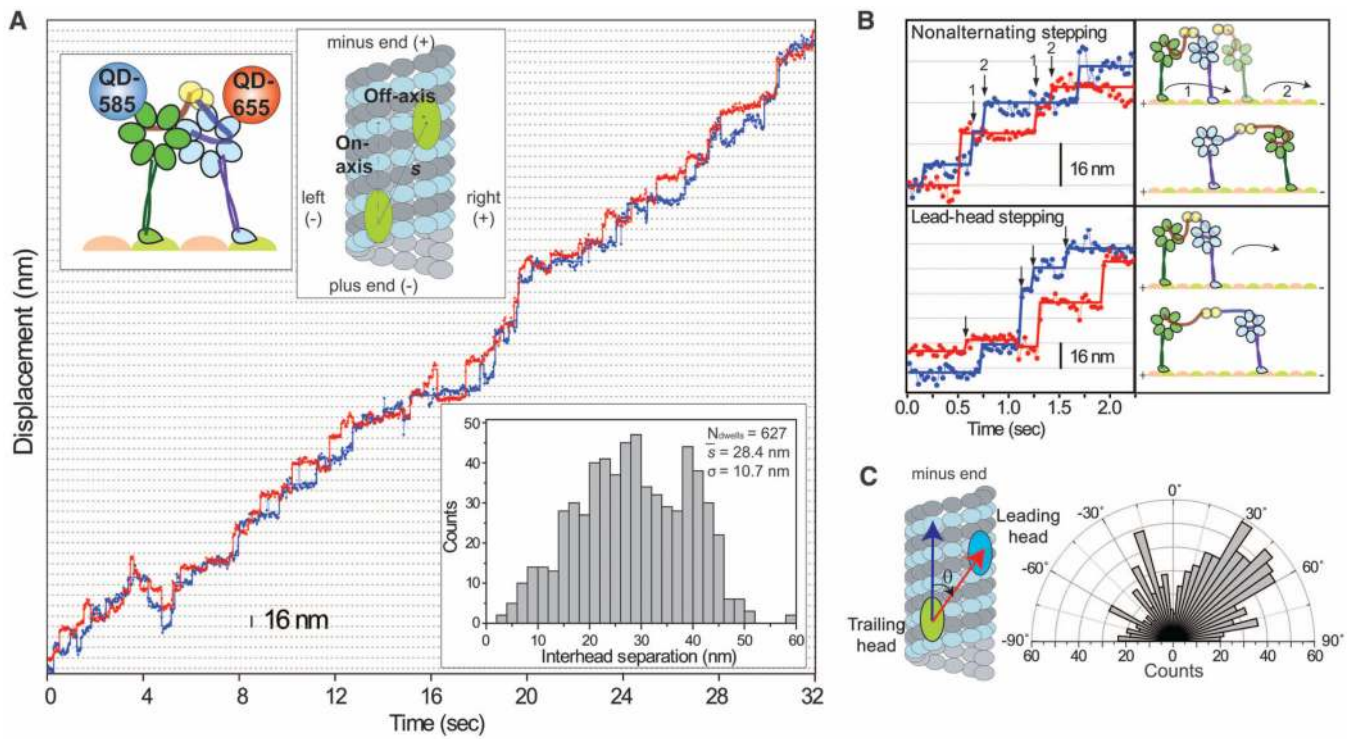 A
Displacement (nm)
QD-
585
QD-
655
minus end (+)
Off-axis
On-
axis
s
left
(-)
right
(+)
plus end (-)
16 nm
50
40
30
20
10
0
Counts
N dwells = 627
s̄ = 28.4 nm
σ = 10.7 nm
0 10 20 30 40 50 60
Interhead separation (nm)
0 4 8 12 16 20 24 28 32
Time (sec)
B
Nonalternating stepping
2 1 2
1
16 nm
1 2
+ -
+ -
Lead-head stepping
16 nm
+ -
+ -
0.0 0.5 1.0 1.5 2.0
Time (sec)
C
minus end
Leading
head
θ
Trailing
head
0°
-30° 30°
-60° 60°
-90° 90°
60 40 20 0 20 40 60
Counts